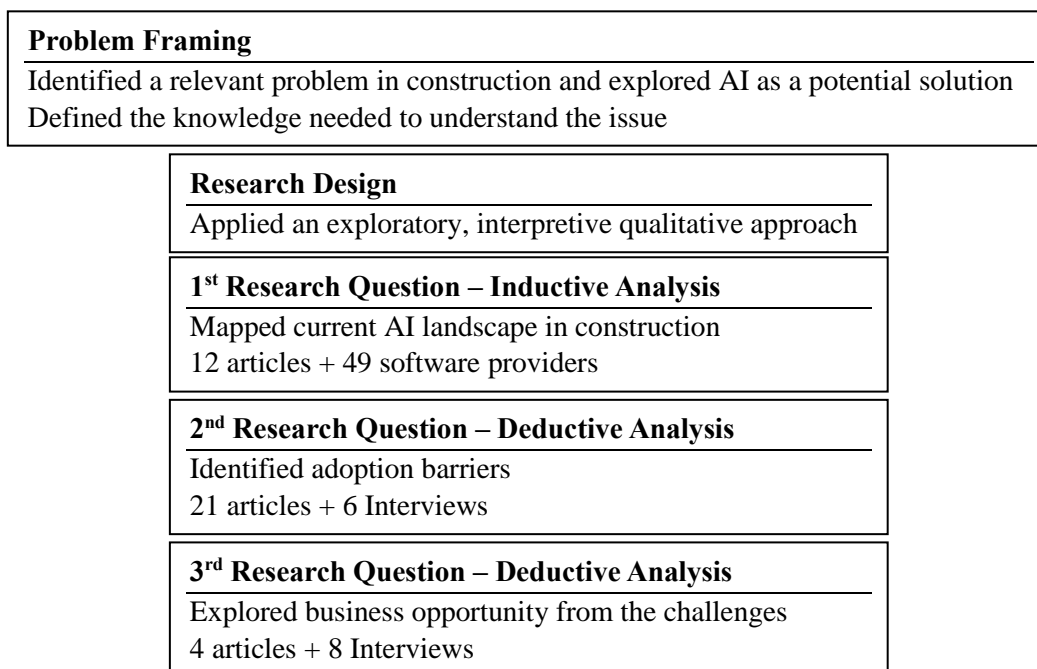 Problem Framing
Identified a relevant problem in construction and explored AI as a potential solution
Defined the knowledge needed to understand the issue
Research Design
Applied an exploratory, interpretive qualitative approach
1st Research Question – Inductive Analysis
Mapped current AI landscape in construction
12 articles + 49 software providers
2nd Research Question – Deductive Analysis
Identified adoption barriers
21 articles + 6 Interviews
3rd Research Question – Deductive Analysis
Explored business opportunity from the challenges
4 articles + 8 Interviews